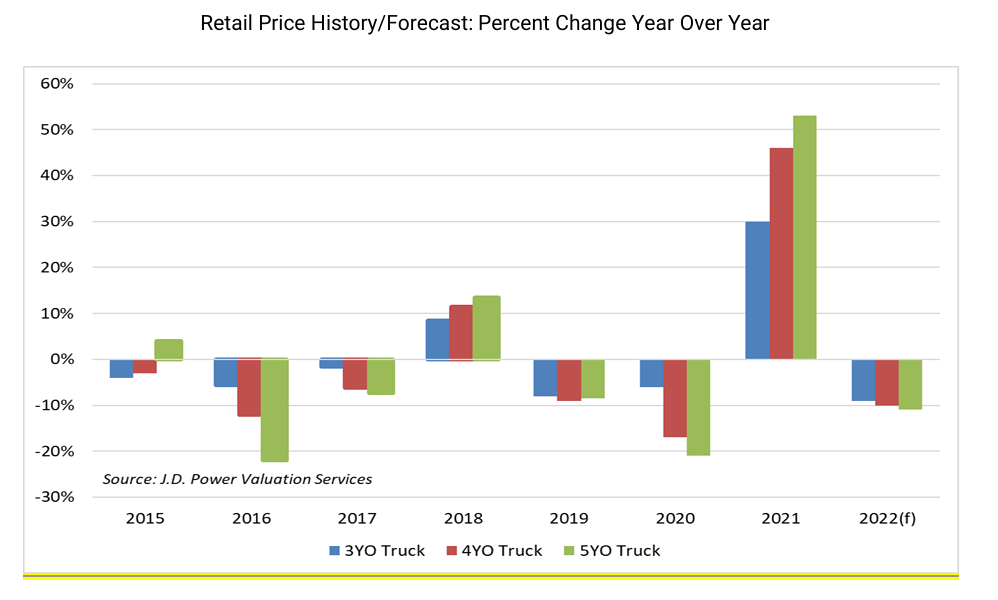 Retail Price History/Forecast: Percent Change Year Over Year
60%
50%
40%
30%
20%
10%
0%
-10%
-20%
-30%
Source: J.D. Power Valuation Services
2015 2016 2017 2018 2019 2020 2021 2022(f)
3YO Truck 4YO Truck 5YO Truck